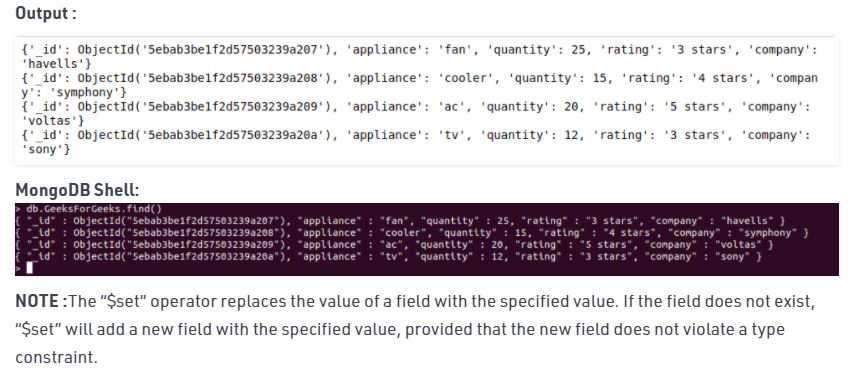 Output :
{'_id': ObjectId('5ebab3be1f2d57503239a207'), 'appliance': 'fan', 'quantity': 25, 'rating': '3 stars', 'company':
'havells'}
{'_id': ObjectId('5ebab3be1f2d57503239a208'), 'appliance': 'cooler', 'quantity': 15, 'rating': '4 stars', 'compan
y': 'symphony'}
{'_id': ObjectId('5ebab3be1f2d57503239a209'), 'appliance': 'ac', 'quantity': 20, 'rating': '5 stars', 'company':
'voltas'}
{'_id': ObjectId('5ebab3be1f2d57503239a20a'), 'appliance': 'tv', 'quantity': 12, 'rating': '3 stars', 'company':
'sony'}
MongoDB Shell:
> db.GeeksForGeeks.find()
{ "_id" : ObjectId("5ebab3be1f2d57503239a207"), "appliance" : "fan", "quantity" : 25, "rating" : "3 stars", "company" : "havells" }
{ "_id" : ObjectId("5ebab3be1f2d57503239a208"), "appliance" : "cooler", "quantity" : 15, "rating" : "4 stars", "company" : "symphony" }
{ "_id" : ObjectId("5ebab3be1f2d57503239a209"), "appliance" : "ac", "quantity" : 20, "rating" : "5 stars", "company" : "voltas" }
{ "_id" : ObjectId("5ebab3be1f2d57503239a20a"), "appliance" : "tv", "quantity" : 12, "rating" : "3 stars", "company" : "sony" }
>
NOTE :The “$set” operator replaces the value of a field with the specified value. If the field does not exist,
“$set” will add a new field with the specified value, provided that the new field does not violate a type
constraint.